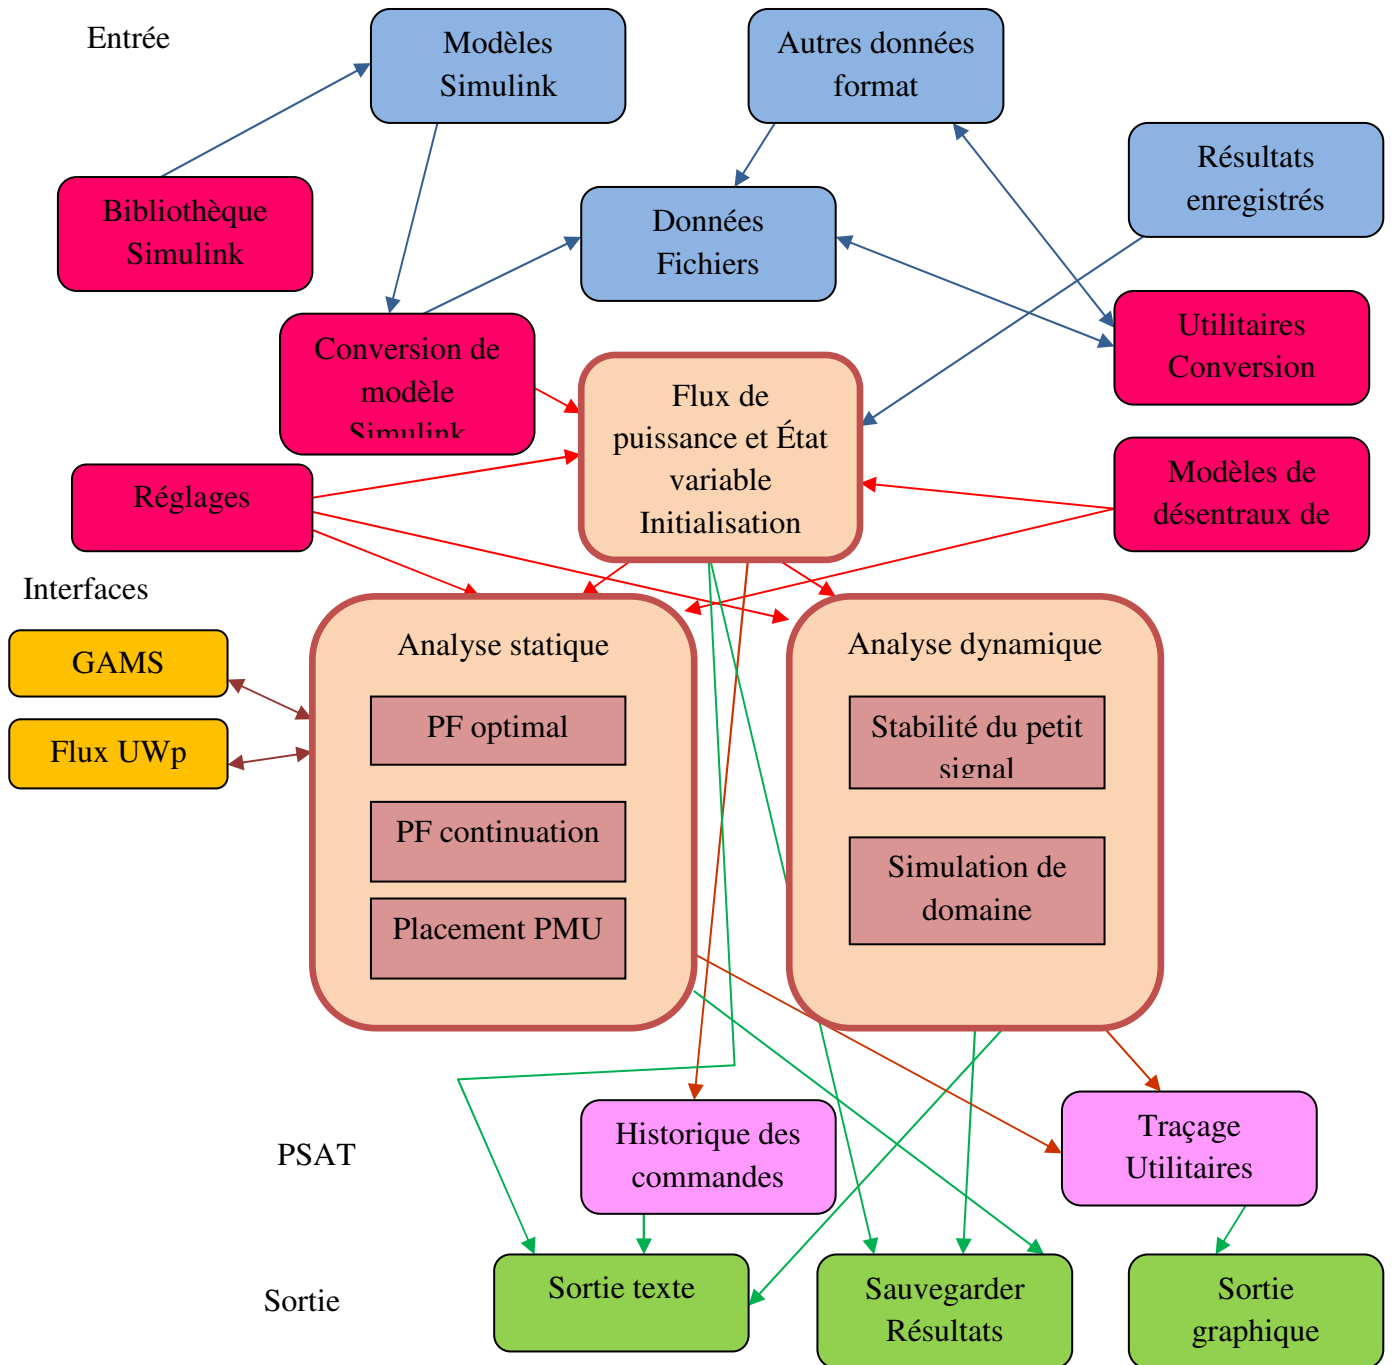 Entrée
Modèles
Simulink
Autres données
format
Résultats
enregistrés
Bibliothèque
Simulink
Données
Fichiers
Utilitaires
Conversion
Conversion de
modèle
Simulink
Flux de
puissance et État
variable
Initialisation
Réglages
Modèles de
désentraux de
Interfaces
GAMS
Flux UWp
Analyse statique
PF optimal
PF continuation
Placement PMU
Analyse dynamique
Stabilité du petit
signal
Simulation de
domaine
PSAT
Historique des
commandes
Traçage
Utilitaires
Sortie
Sortie texte
Sauvegarder
Résultats
Sortie
graphique